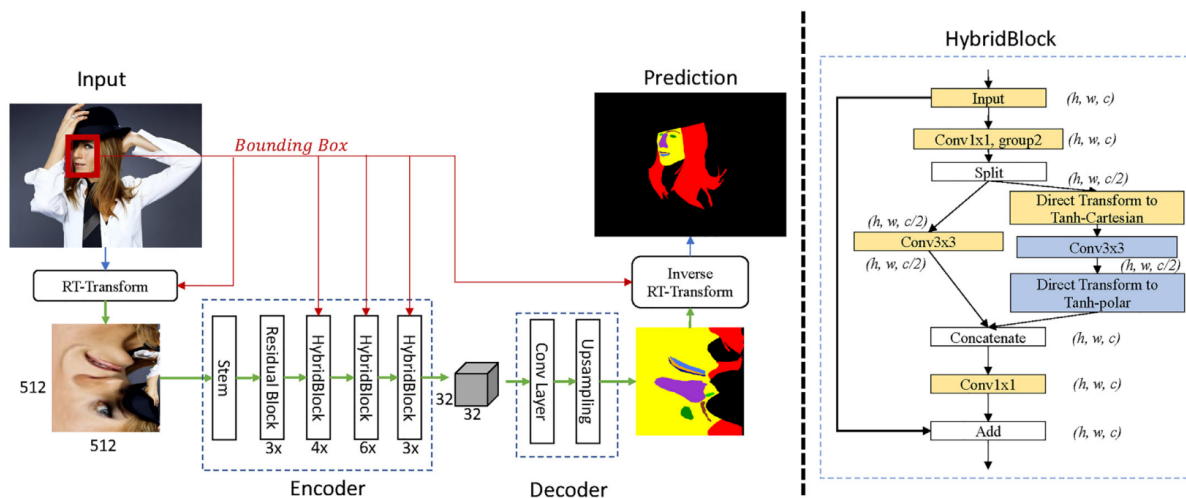 Input
Prediction
Bounding Box
RT-Transform
Inverse
RT-Transform
512
512
Stem
Residual Block
HybridBlock
HybridBlock
HybridBlock
3x
4x
6x
3x
Encoder
32
32
Conv Layer
Upsampling
Decoder
HybridBlock
Input
(h, w, c)
Conv1x1, group2
(h, w, c)
Split
(h, w, c/2)
Direct Transform to
Tanh-Cartesian
(h, w, c/2)
Conv3x3
Conv3x3
(h, w, c/2)
(h, w, c/2)
Direct Transform to
Tanh-polar
Concatenate
(h, w, c)
Conv1x1
(h, w, c)
Add
(h, w, c)